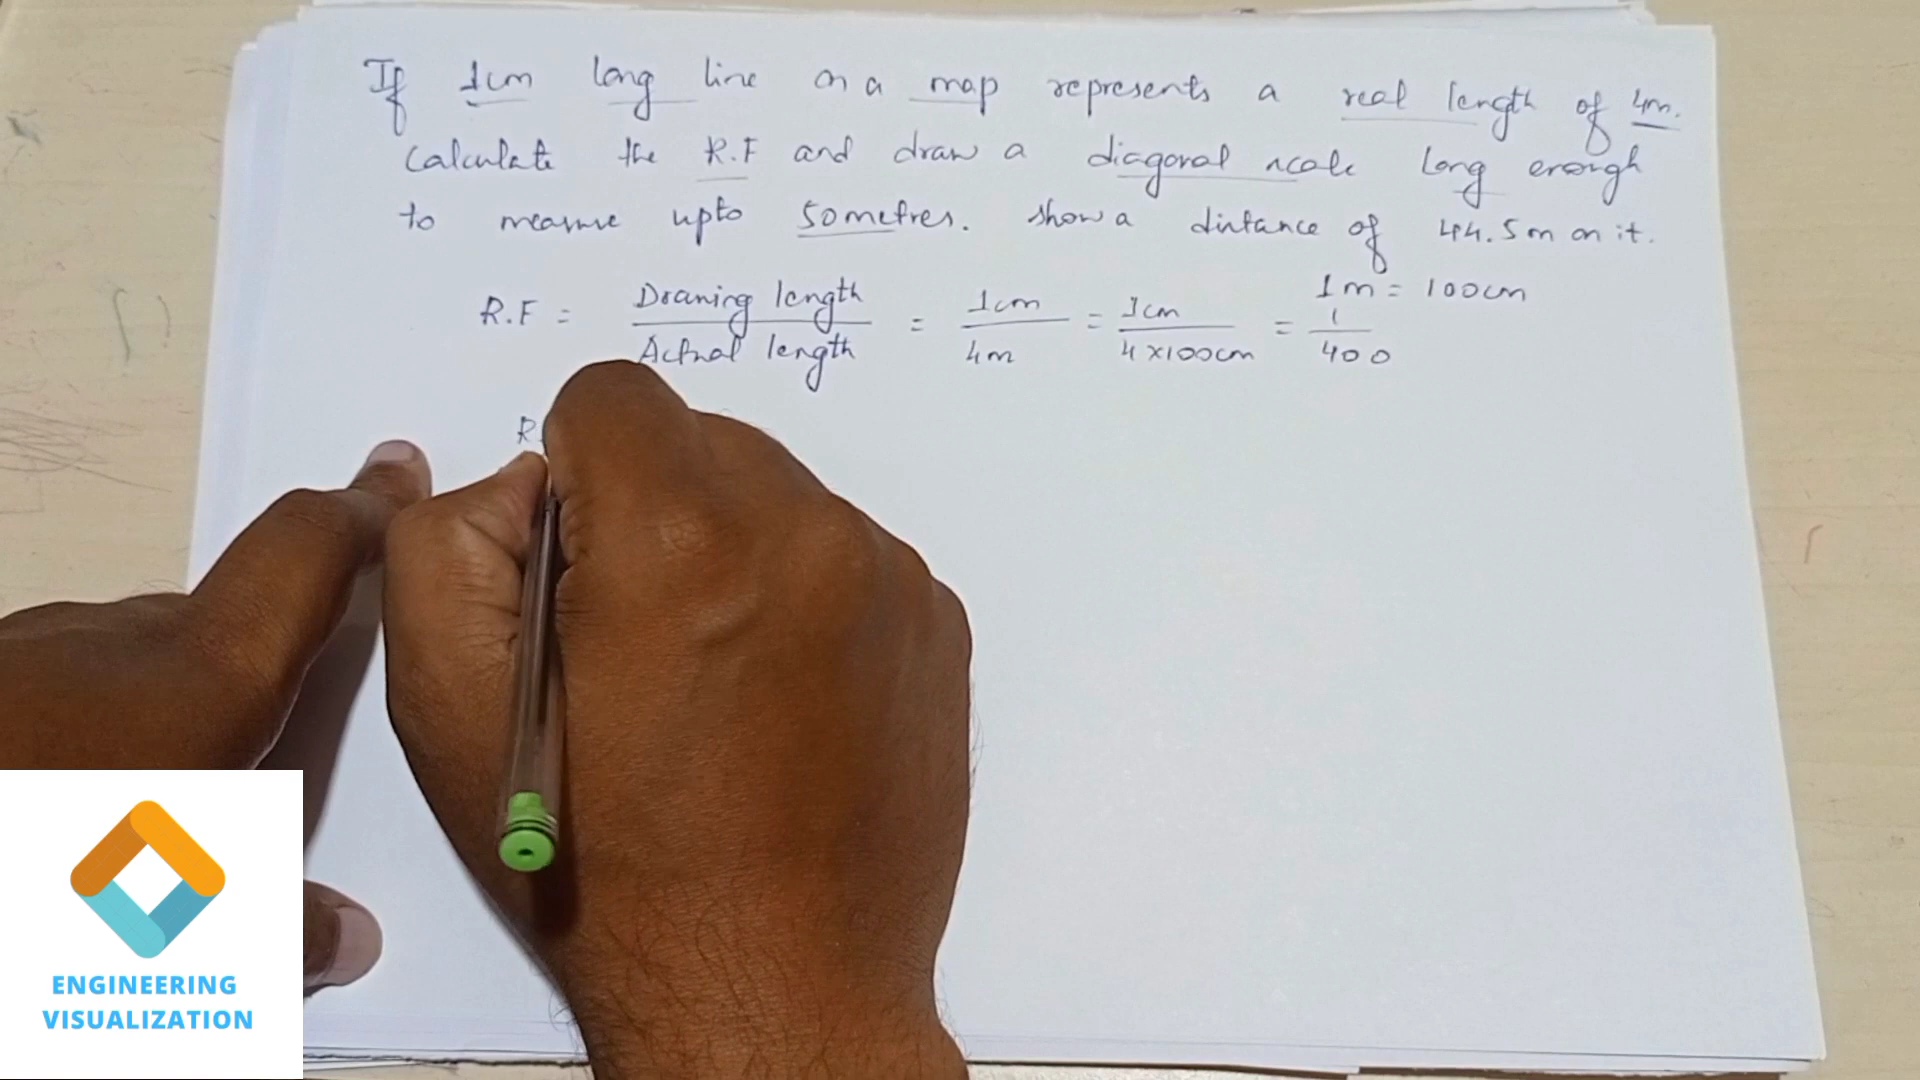 If 1cm long line on a map represents a real length of 4m.
Calculate the R.F and draw a diagonal scale long enough
to measure upto 50metres. show a distance of 44.5m on it.
1m = 100cm
R.F = Drawing length / Actual length = 1cm / 4m = 1cm / 4x100cm = 1 / 400
R.
ENGINEERING
VISUALIZATION